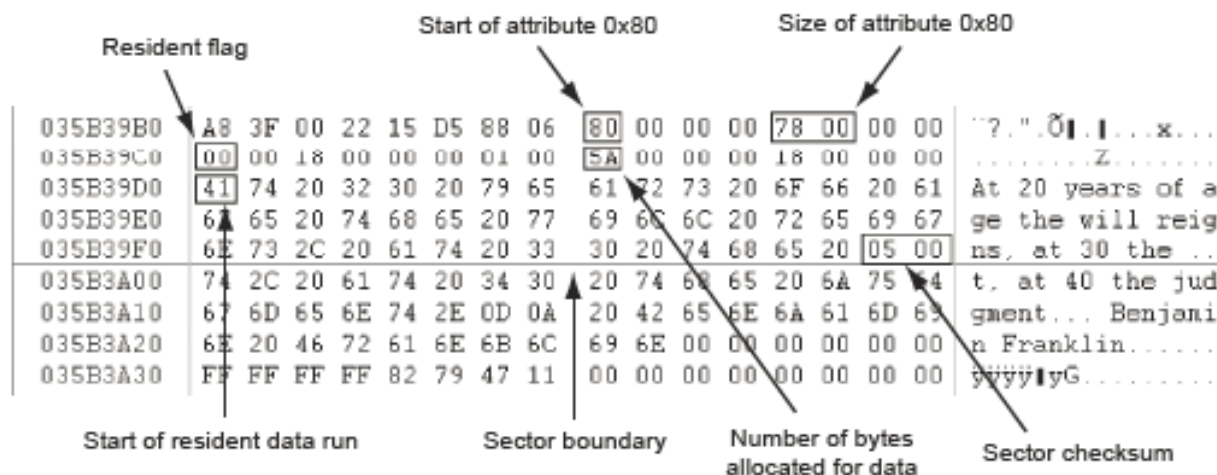 Start of attribute 0x80
Size of attribute 0x80
Resident flag
035B39B0 A8 3F 00 22 15 D5 88 06 80 00 00 00 78 00 00 00 ¨?.".Õ▮.▮...x...
035B39C0 00 00 18 00 00 00 01 00 5A 00 00 00 18 00 00 00 ........Z.......
035B39D0 41 74 20 32 30 20 79 65 61 72 73 20 6F 66 20 61 At 20 years of a
035B39E0 67 65 20 74 68 65 20 77 69 6C 6C 20 72 65 69 67 ge the will reig
035B39F0 6E 73 2C 20 61 74 20 33 30 20 74 68 65 20 05 00 ns, at 30 the ..
035B3A00 74 2C 20 61 74 20 34 30 20 74 68 65 20 6A 75 64 t, at 40 the jud
035B3A10 67 6D 65 6E 74 2E 0D 0A 20 42 65 6E 6A 61 6D 69 gment... Benjami
035B3A20 6E 20 46 72 61 6E 6B 6C 69 6E 00 00 00 00 00 00 n Franklin......
035B3A30 FF FF FF FF 82 79 47 11 00 00 00 00 00 00 00 00 ÿÿÿÿ▮yG.........
Start of resident data run
Sector boundary
Number of bytes
allocated for data
Sector checksum